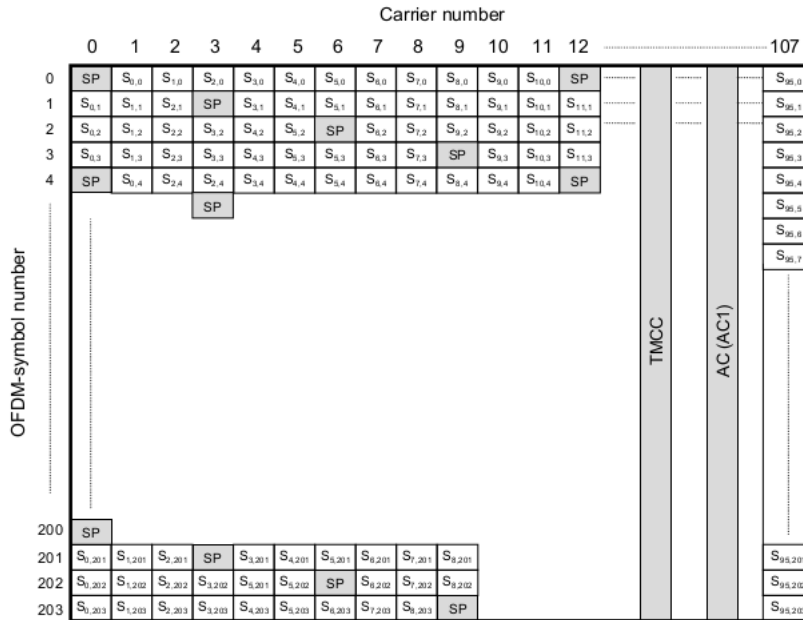 Carrier number
0 1 2 3 4 5 6 7 8 9 10 11 12 107
0 SP S0,0 S1,0 S2,0 S3,0 S4,0 S5,0 S6,0 S7,0 S8,0 S9,0 S10,0 SP S95,0
1 S0,1 S1,1 S2,1 SP S3,1 S4,1 S5,1 S6,1 S8,1 S8,1 S9,1 S10,1 S11,1 S95,1
2 S0,2 S1,2 S2,2 S3,2 S4,2 S5,2 SP S6,2 S7,2 S9,2 S9,2 S10,2 S11,2 S95,2
3 S0,3 S1,3 S2,3 S3,3 S4,3 S5,3 S5,3 S6,3 S7,3 SP S9,3 S10,3 S11,3 S95,3
4 SP S0,4 S2,4 S2,4 S3,4 S4,4 S5,4 S6,4 S7,4 S8,4 S9,4 S10,4 SP S95,4
SP S95,5
S95,6
S95,7
OFDM-symbol number
TMCC
AC (AC1)
200 SP
201 S0,201 S1,201 S2,201 SP S3,201 S4,201 S5,201 S6,201 S7,201 S8,201 S95,201
202 S0,202 S1,202 S2,202 S3,202 S5,201 S5,202 SP S6,202 S7,202 S8,202 S95,202
203 S0,203 S1,203 S2,203 S3,203 S4,203 S5,203 S6,203 S7,203 S8,203 SP S95,203